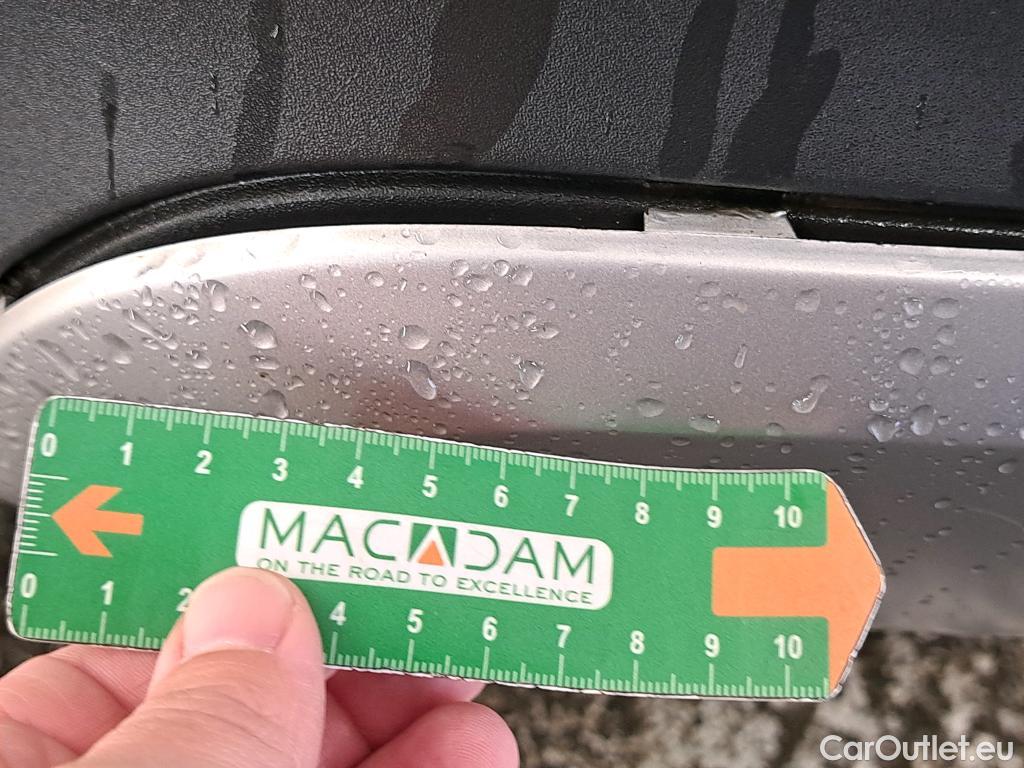 0 1 2 3 4 5 6 7 8 9 10
MACADAM
ON THE ROAD TO EXCELLENCE
0 1 2 4 5 6 7 8 9 10
CarOutlet.eu